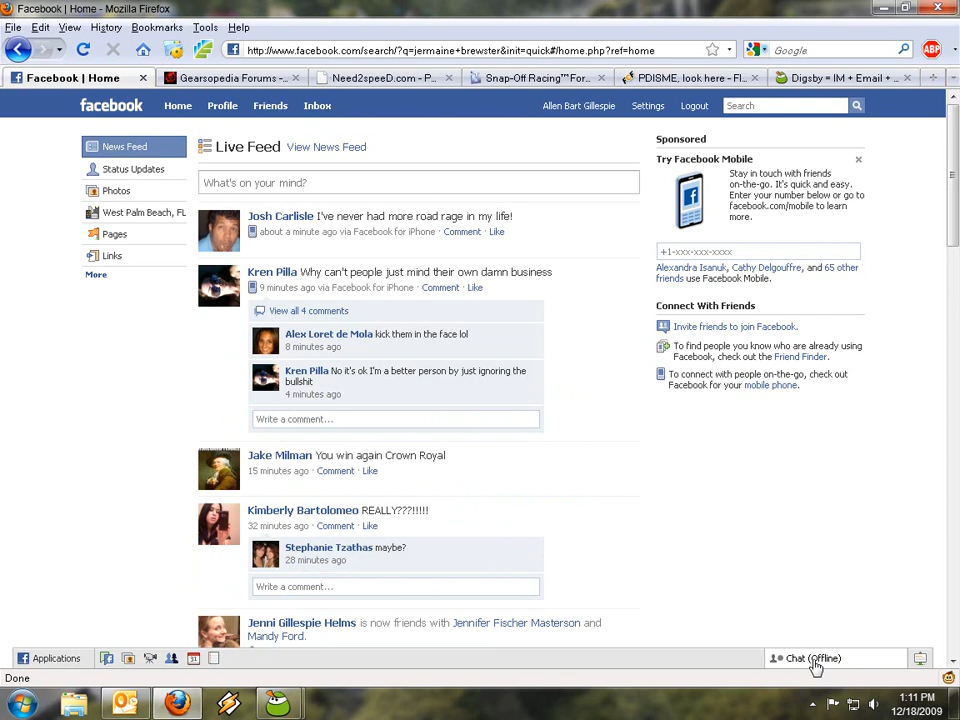 Facebook | Home - Mozilla Firefox
File Edit View History Bookmarks Tools Help
http://www.facebook.com/search/?q=jermaine+brewster&init=quick#/home.php?ref=home
Google
ABP
Facebook | Home
Gearsopedia Forums -...
Need2speeD.com - P...
Snap-Off Racing™ For...
PDISME, look here - Fl...
Digsby = IM + Email + ...
facebook Home Profile Friends Inbox Allen Bart Gillespie Settings Logout Search
News Feed
Status Updates
Photos
West Palm Beach, FL
Pages
Links
More
Live Feed View News Feed
What's on your mind?
Josh Carlisle I've never had more road rage in my life!
about a minute ago via Facebook for iPhone · Comment · Like
Kren Pilla Why can't people just mind their own damn business
9 minutes ago via Facebook for iPhone · Comment · Like
View all 4 comments
Alex Loret de Mola kick them in the face lol
8 minutes ago
Kren Pilla No it's ok I'm a better person by just ignoring the
bullshit
4 minutes ago
Write a comment...
Jake Milman You win again Crown Royal
15 minutes ago · Comment · Like
Kimberly Bartolomeo REALLY???!!!!!
32 minutes ago · Comment · Like
Stephanie Tzathas maybe?
28 minutes ago
Write a comment...
Jenni Gillespie Helms is now friends with Jennifer Fischer Masterson and
Mandy Ford.
Sponsored
Try Facebook Mobile
Stay in touch with friends
on-the-go. It's quick and easy.
Enter your number below or go to
facebook.com/mobile to learn
more.
+1-xxx-xxx-xxxx
Alexandra Isanuk, Cathy Delgouffre, and 65 other
friends use Facebook Mobile.
Connect With Friends
Invite friends to join Facebook.
To find people you know who are already using
Facebook, check out the Friend Finder.
To connect with people on-the-go, check out
Facebook for your mobile phone.
Applications
31
Chat (Offline)
Done
1:11 PM
12/18/2009